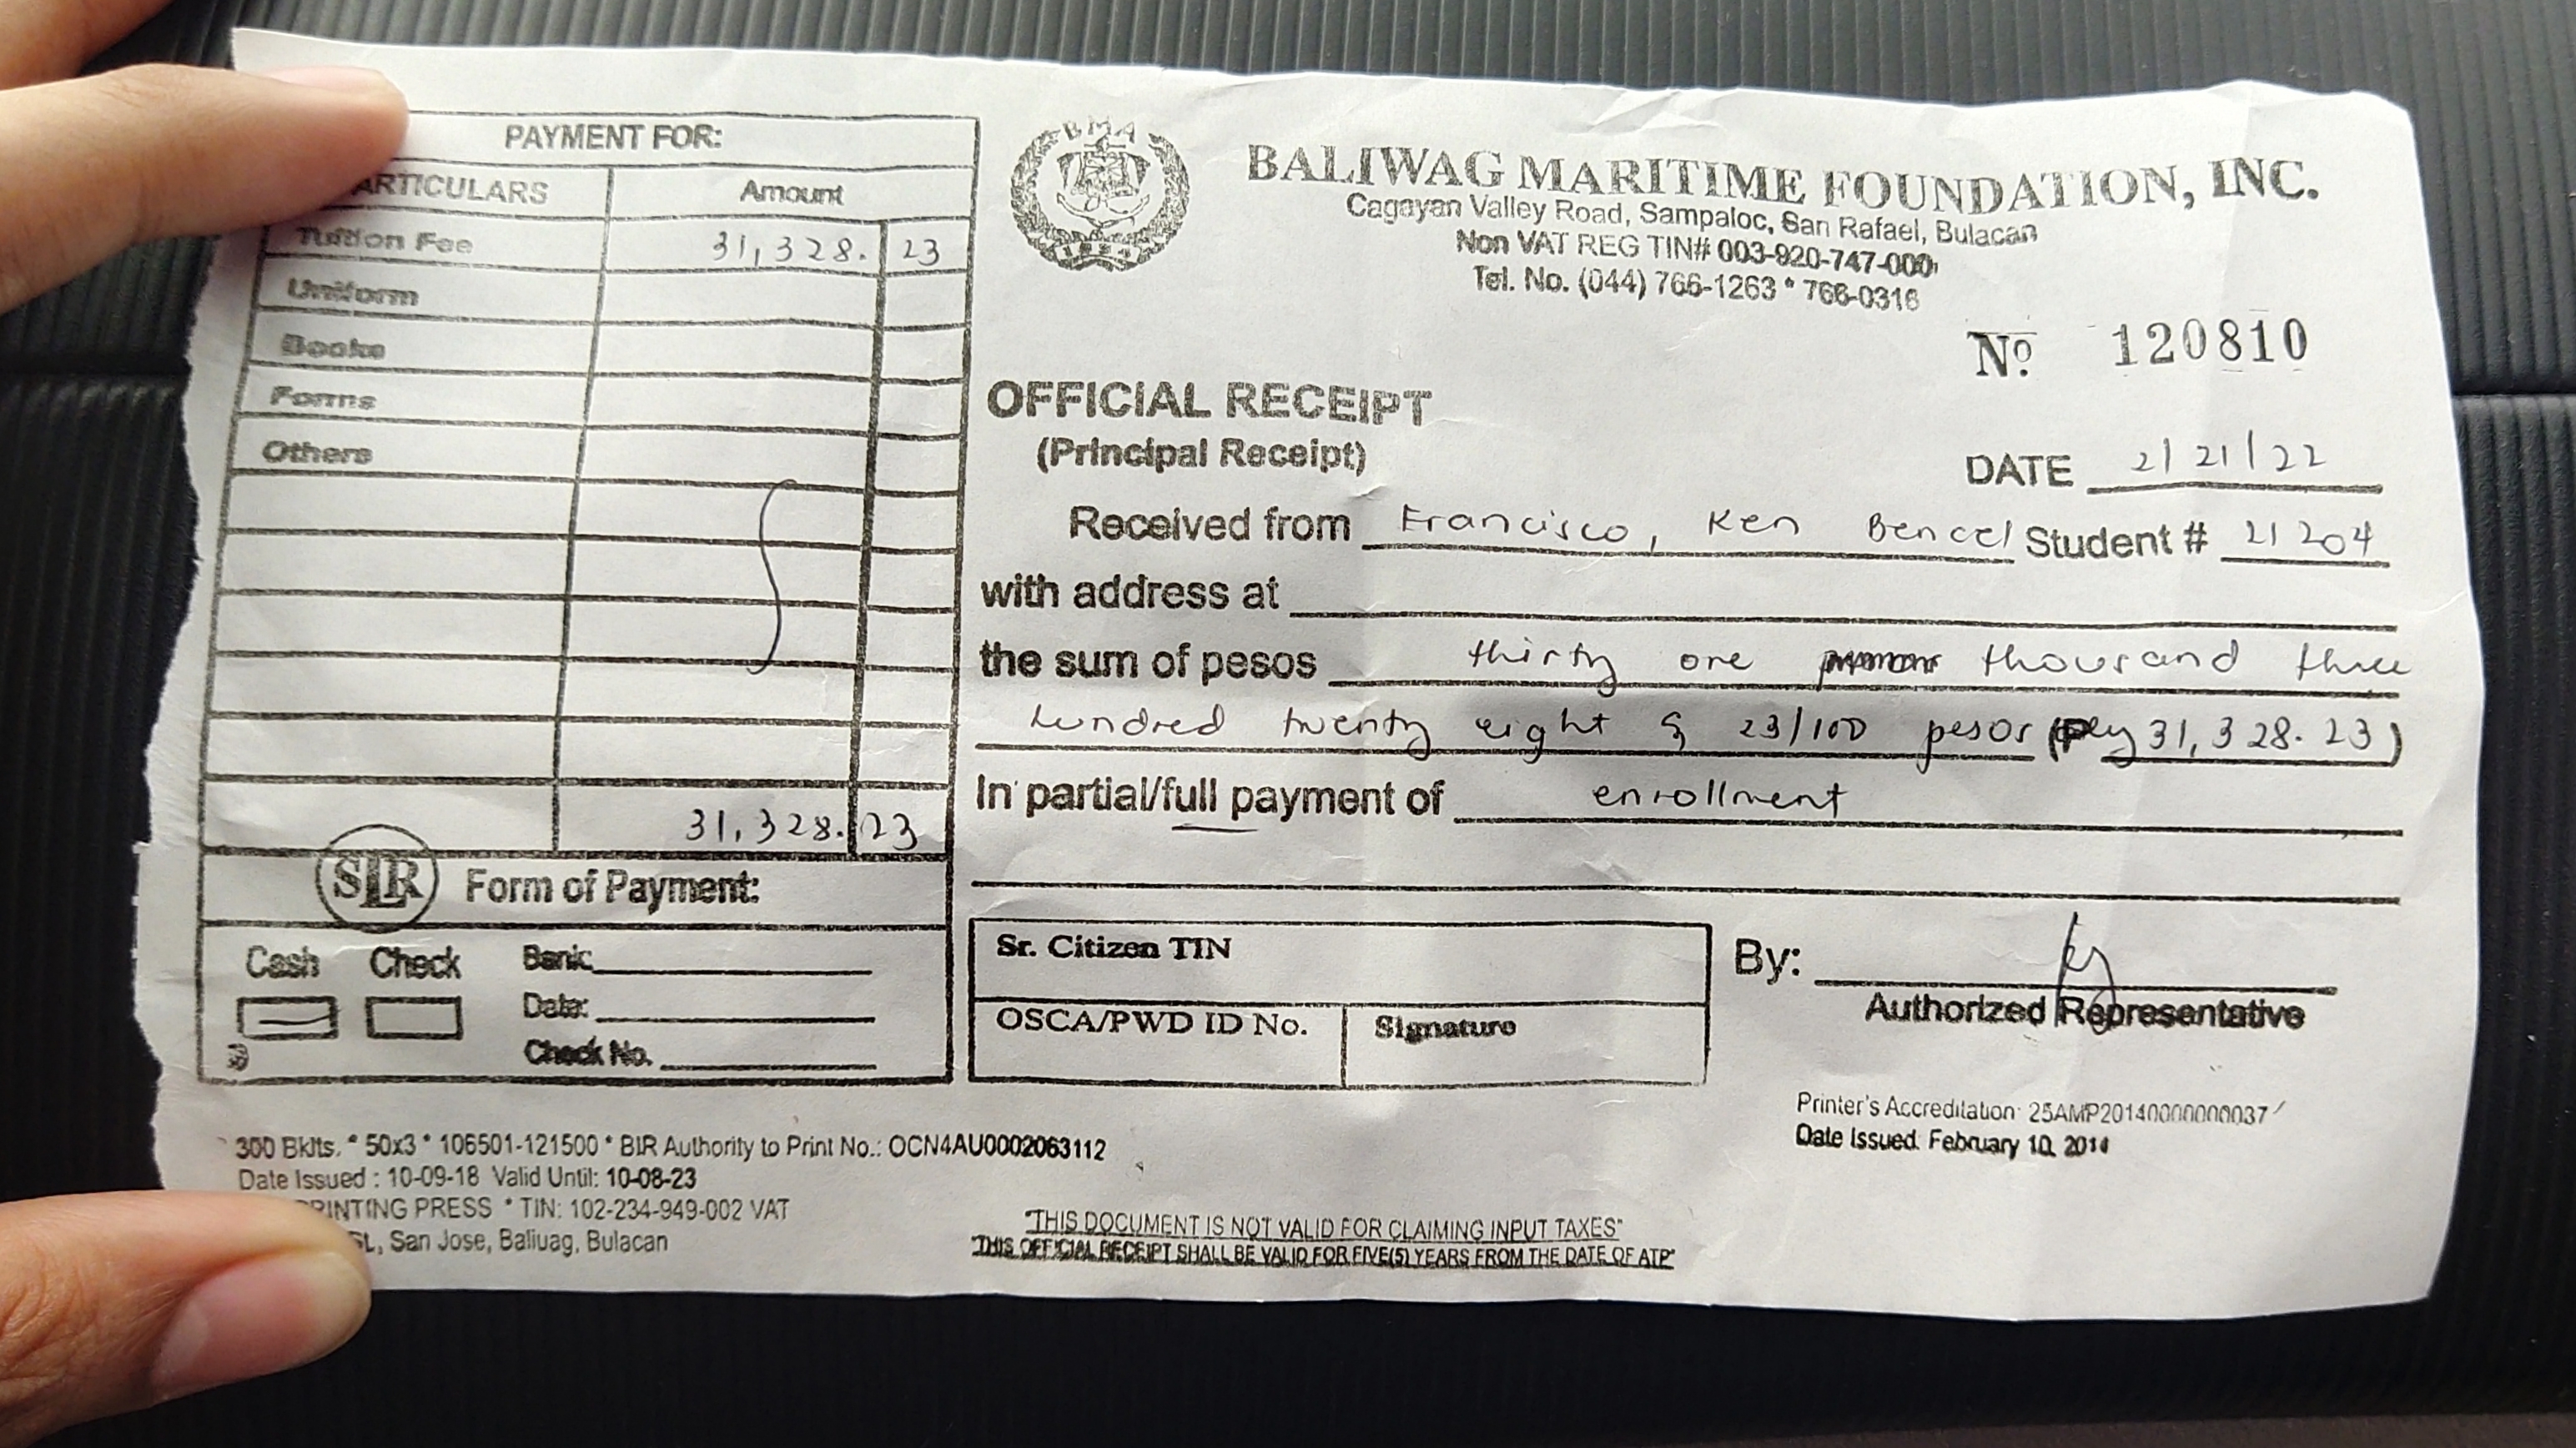 PAYMENT FOR:
ARTICULARS Amount
Tuition Fee 31,328. 23
Uniform
Books
Forms
Others
31,328. 23
SLR Form of Payment:
Cash Check Bank:
Date:
Check No.
300 Bklts. * 50x3 * 106501-121500 * BIR Authority to Print No.: OCN4AU0002063112
Date Issued : 10-09-18 Valid Until: 10-08-23
PRINTING PRESS * TIN: 102-234-949-002 VAT
San Jose, Baliuag, Bulacan
BMA
BALIWAG MARITIME FOUNDATION, INC.
Cagayan Valley Road, Sampaloc, San Rafael, Bulacan
Non VAT REG TIN# 003-920-747-000
Tel. No. (044) 766-1263 * 766-0316
No. 120810
OFFICIAL RECEIPT
(Principal Receipt)
DATE 2/21/22
Received from Francisco, Ken Bencel Student # 21204
with address at
the sum of pesos thirty one thousand three
hundred twenty eight & 23/100 pesos (P 31,328.23)
In partial/full payment of enrollment
Sr. Citizen TIN
OSCA/PWD ID No. Signature
By:
Authorized Representative
Printer's Accreditation: 25AMP20140000000037
Date Issued: February 10, 2014
"THIS DOCUMENT IS NOT VALID FOR CLAIMING INPUT TAXES"
"THIS OFFICIAL RECEIPT SHALL BE VALID FOR FIVE(5) YEARS FROM THE DATE OF ATP"